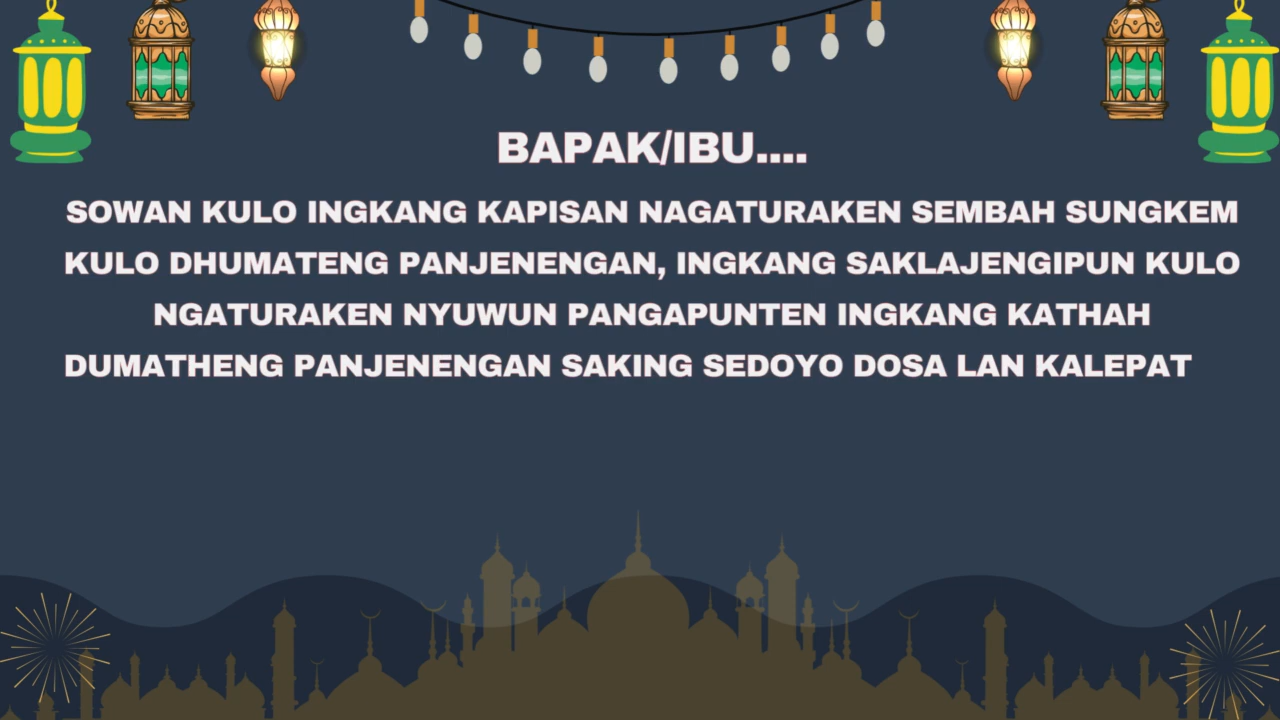 BAPAK/IBU....
SOWAN KULO INGKANG KAPISAN NAGATURAKEN SEMBAH SUNGKEM
KULO DHUMATENG PANJENENGAN, INGKANG SAKLAJENGIPUN KULO
NGATURAKEN NYUWUN PANGAPUNTEN INGKANG KATHAH
DUMATHENG PANJENENGAN SAKING SEDOYO DOSA LAN KALEPAT